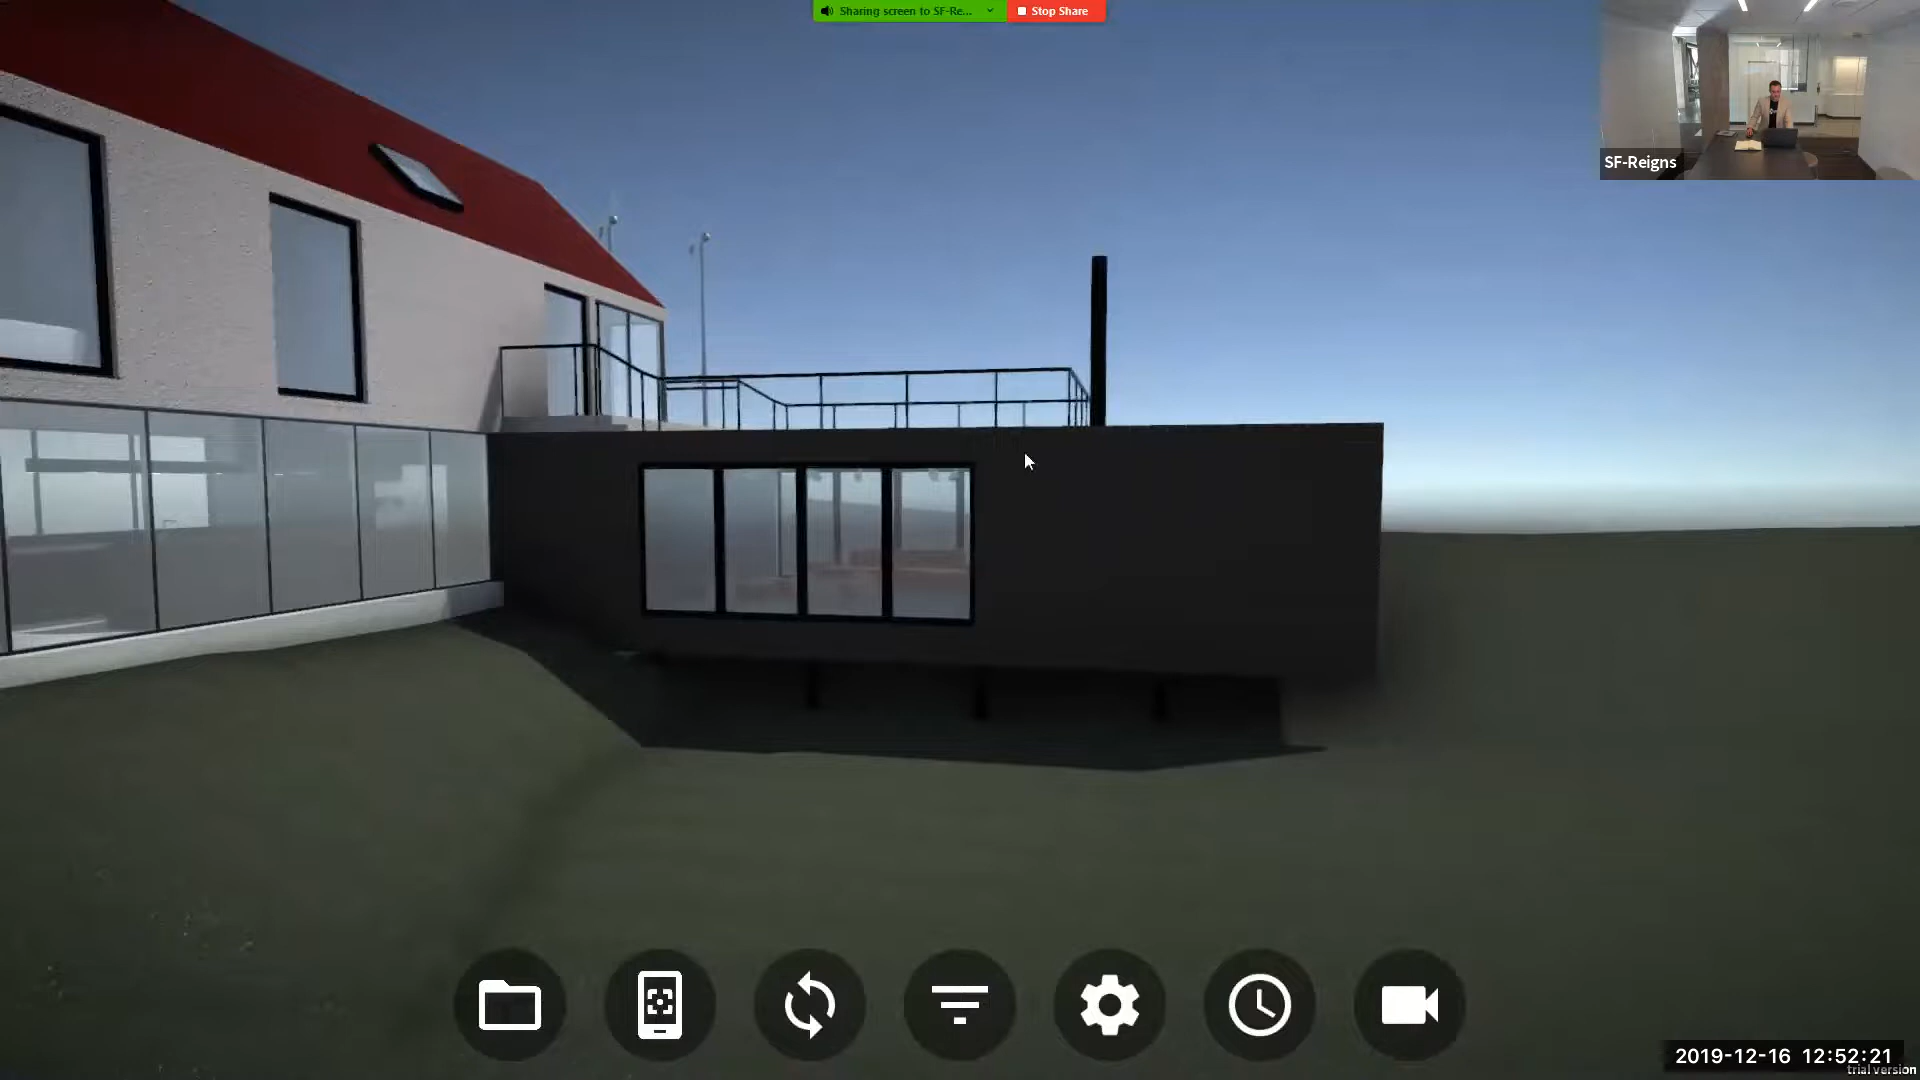 Sharing screen to SF-Re...
Stop Share
SF-Reigns
2019-12-16 12:52:21
trial version